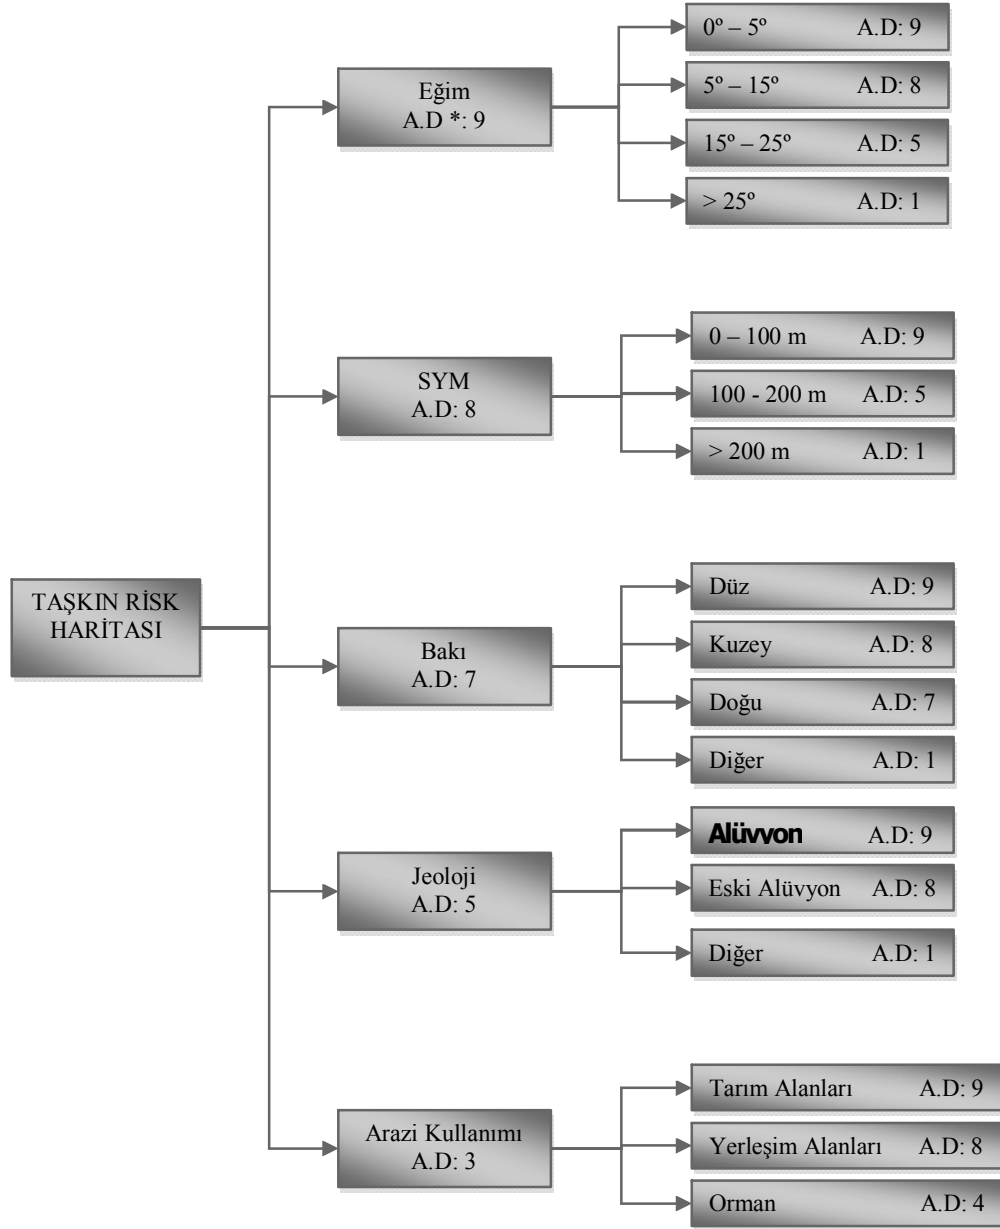 TAŞKIN RİSK
HARİTASI
Eğim
A.D *: 9
0º – 5º A.D: 9
5º – 15º A.D: 8
15º – 25º A.D: 5
> 25º A.D: 1
SYM
A.D: 8
0 – 100 m A.D: 9
100 - 200 m A.D: 5
> 200 m A.D: 1
Bakı
A.D: 7
Düz A.D: 9
Kuzey A.D: 8
Doğu A.D: 7
Diğer A.D: 1
Jeoloji
A.D: 5
Alüvyon A.D: 9
Eski Alüvyon A.D: 8
Diğer A.D: 1
Arazi Kullanımı
A.D: 3
Tarım Alanları A.D: 9
Yerleşim Alanları A.D: 8
Orman A.D: 4